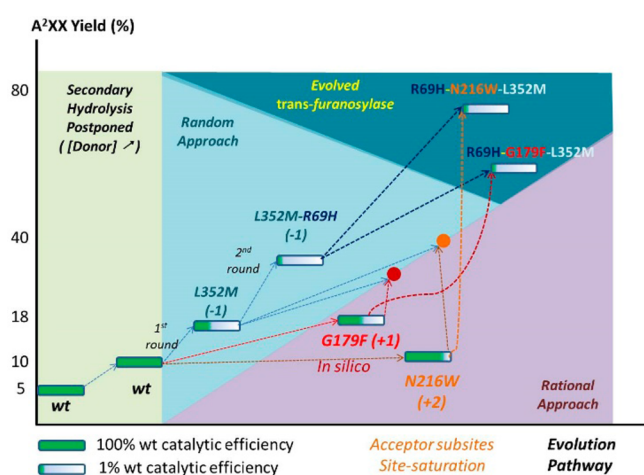 A²XX Yield (%)
80
40
18
10
5
Secondary
Hydrolysis
Postponed
( [Donor] ↗ )
Random
Approach
Evolved
trans-furanosylase
R69H-N216W-L352M
R69H-G179F-L352M
L352M-R69H
(-1)
2nd
round
L352M
(-1)
1st
round
G179F (+1)
In silico
N216W
(+2)
wt
wt
Rational
Approach
100% wt catalytic efficiency
1% wt catalytic efficiency
Acceptor subsites
Site-saturation
Evolution
Pathway